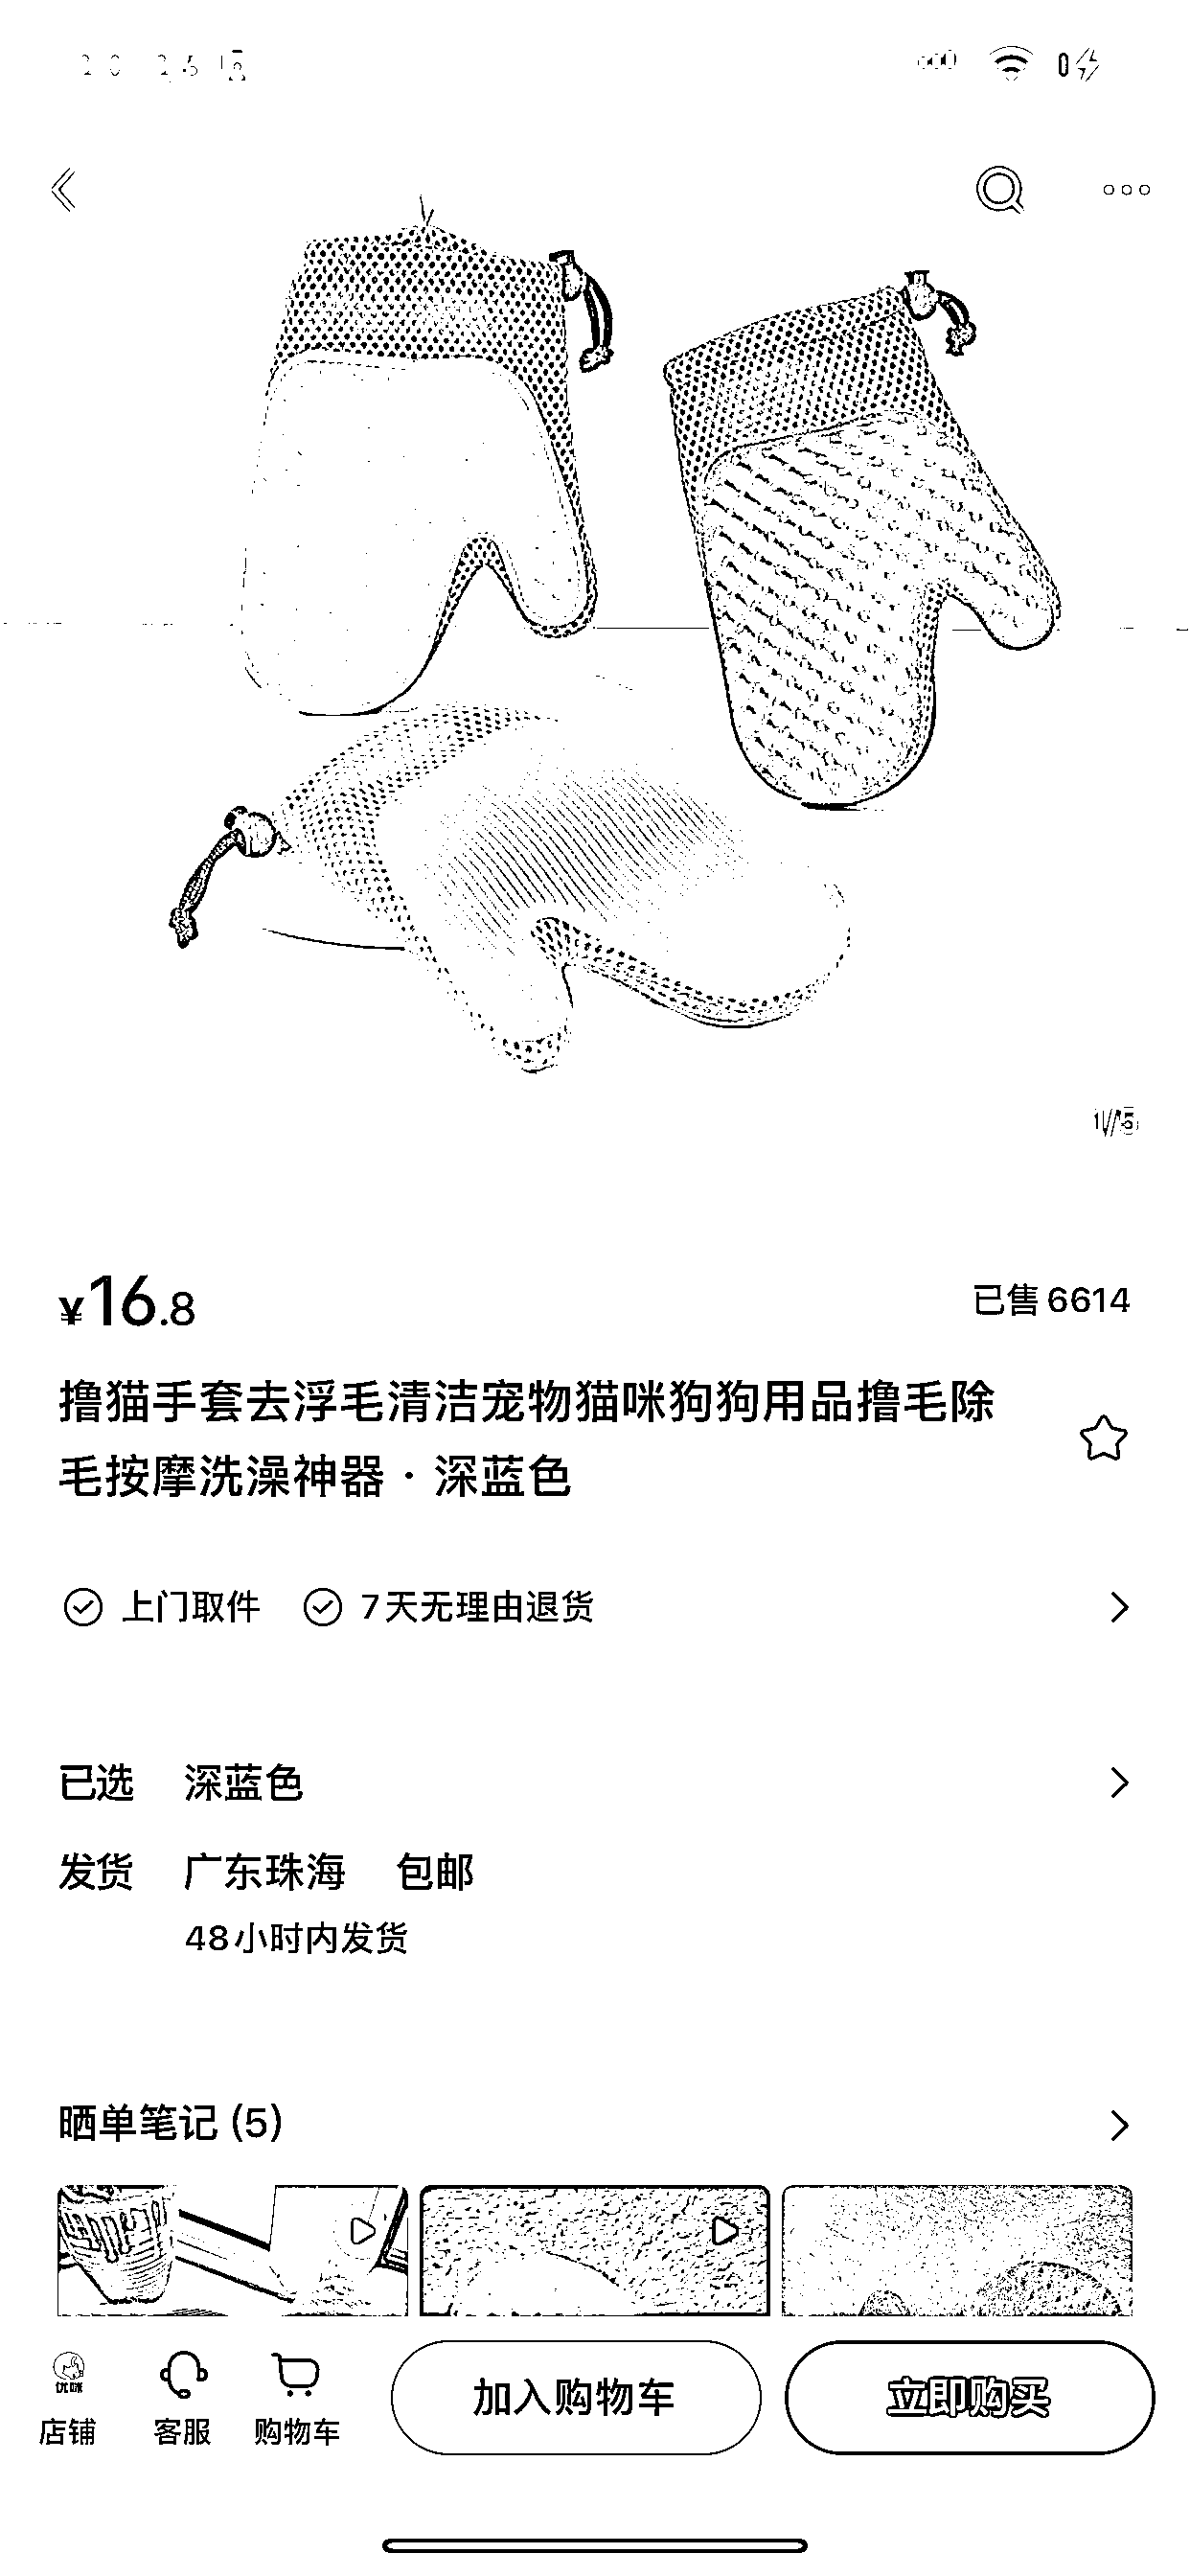 1/5
¥16.8
已售 6614
撸猫手套去浮毛清洁宠物猫咪狗狗用品撸毛除
毛按摩洗澡神器 · 深蓝色
上门取件 7天无理由退货
已选 深蓝色
发货 广东珠海 包邮
48小时内发货
晒单笔记 (5)
优咪
店铺 客服 购物车 加入购物车 立即购买